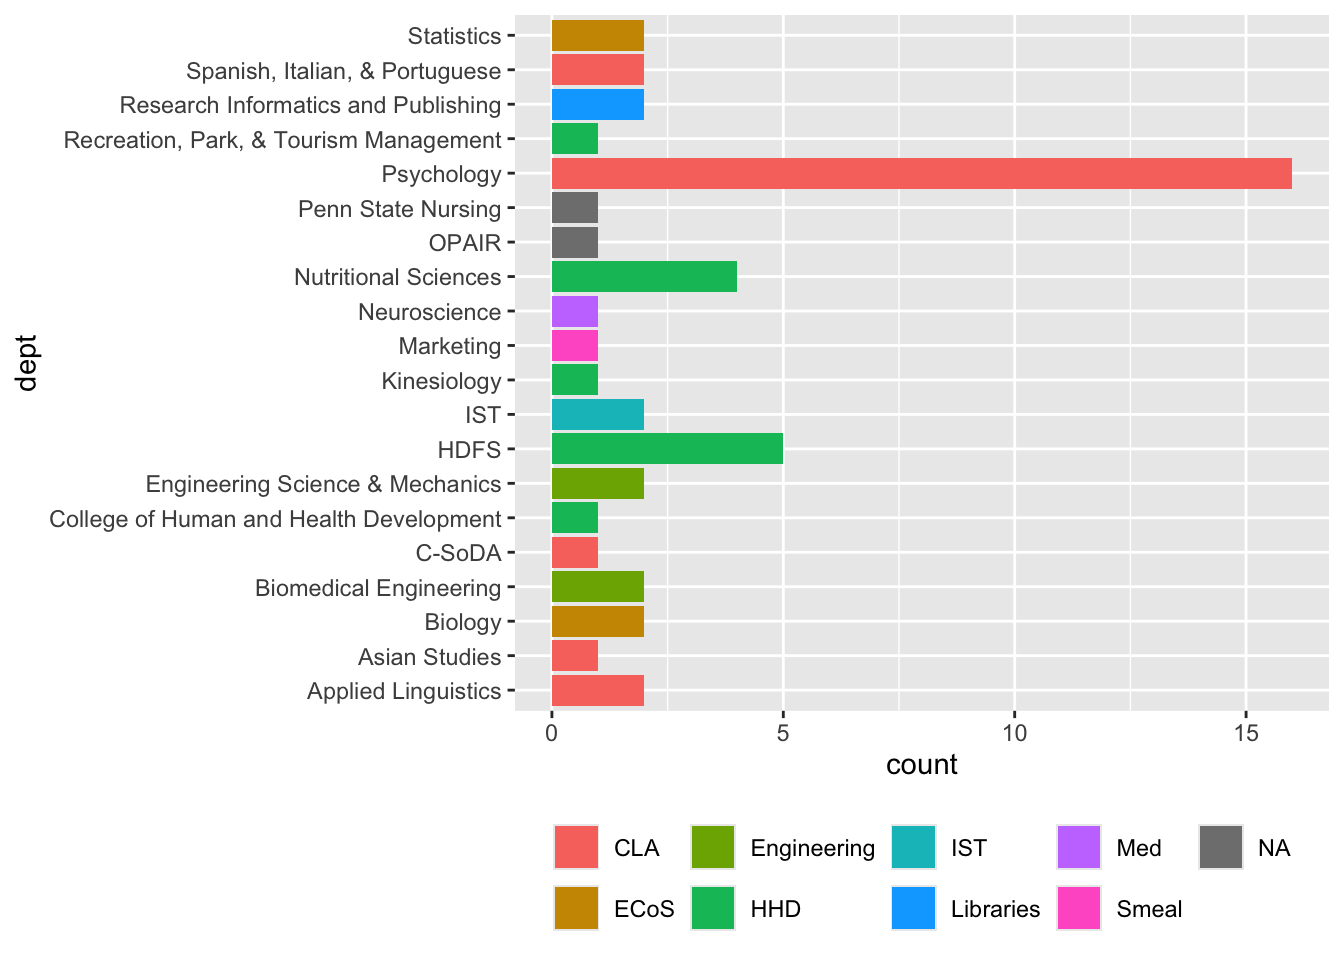 Statistics
Spanish, Italian, & Portuguese
Research Informatics and Publishing
Recreation, Park, & Tourism Management
Psychology
Penn State Nursing
OPAIR
Nutritional Sciences
Neuroscience
Marketing
Kinesiology
IST
HDFS
Engineering Science & Mechanics
College of Human and Health Development
C-SoDA
Biomedical Engineering
Biology
Asian Studies
Applied Linguistics
dept
0 5 10 15
count
CLA Engineering IST Med NA
ECoS HHD Libraries Smeal